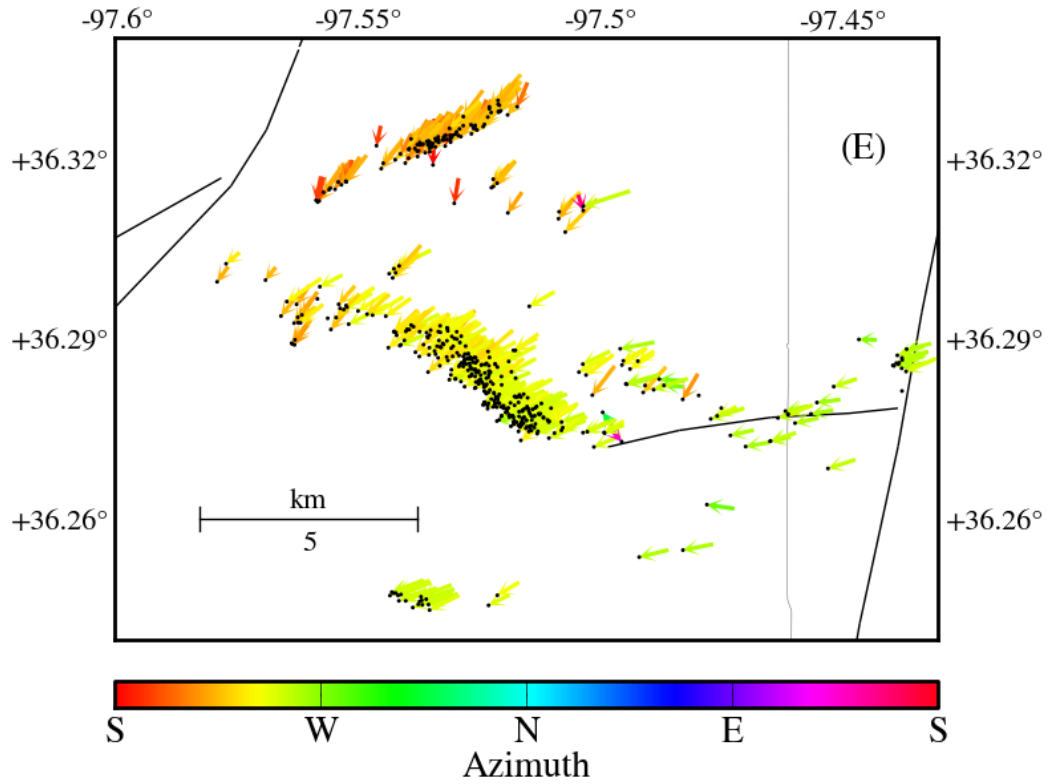 -97.6° -97.55° -97.5° -97.45°
+36.32° (E) +36.32°
+36.29° +36.29°
km
+36.26° +36.26°
5
S W N E S
Azimuth